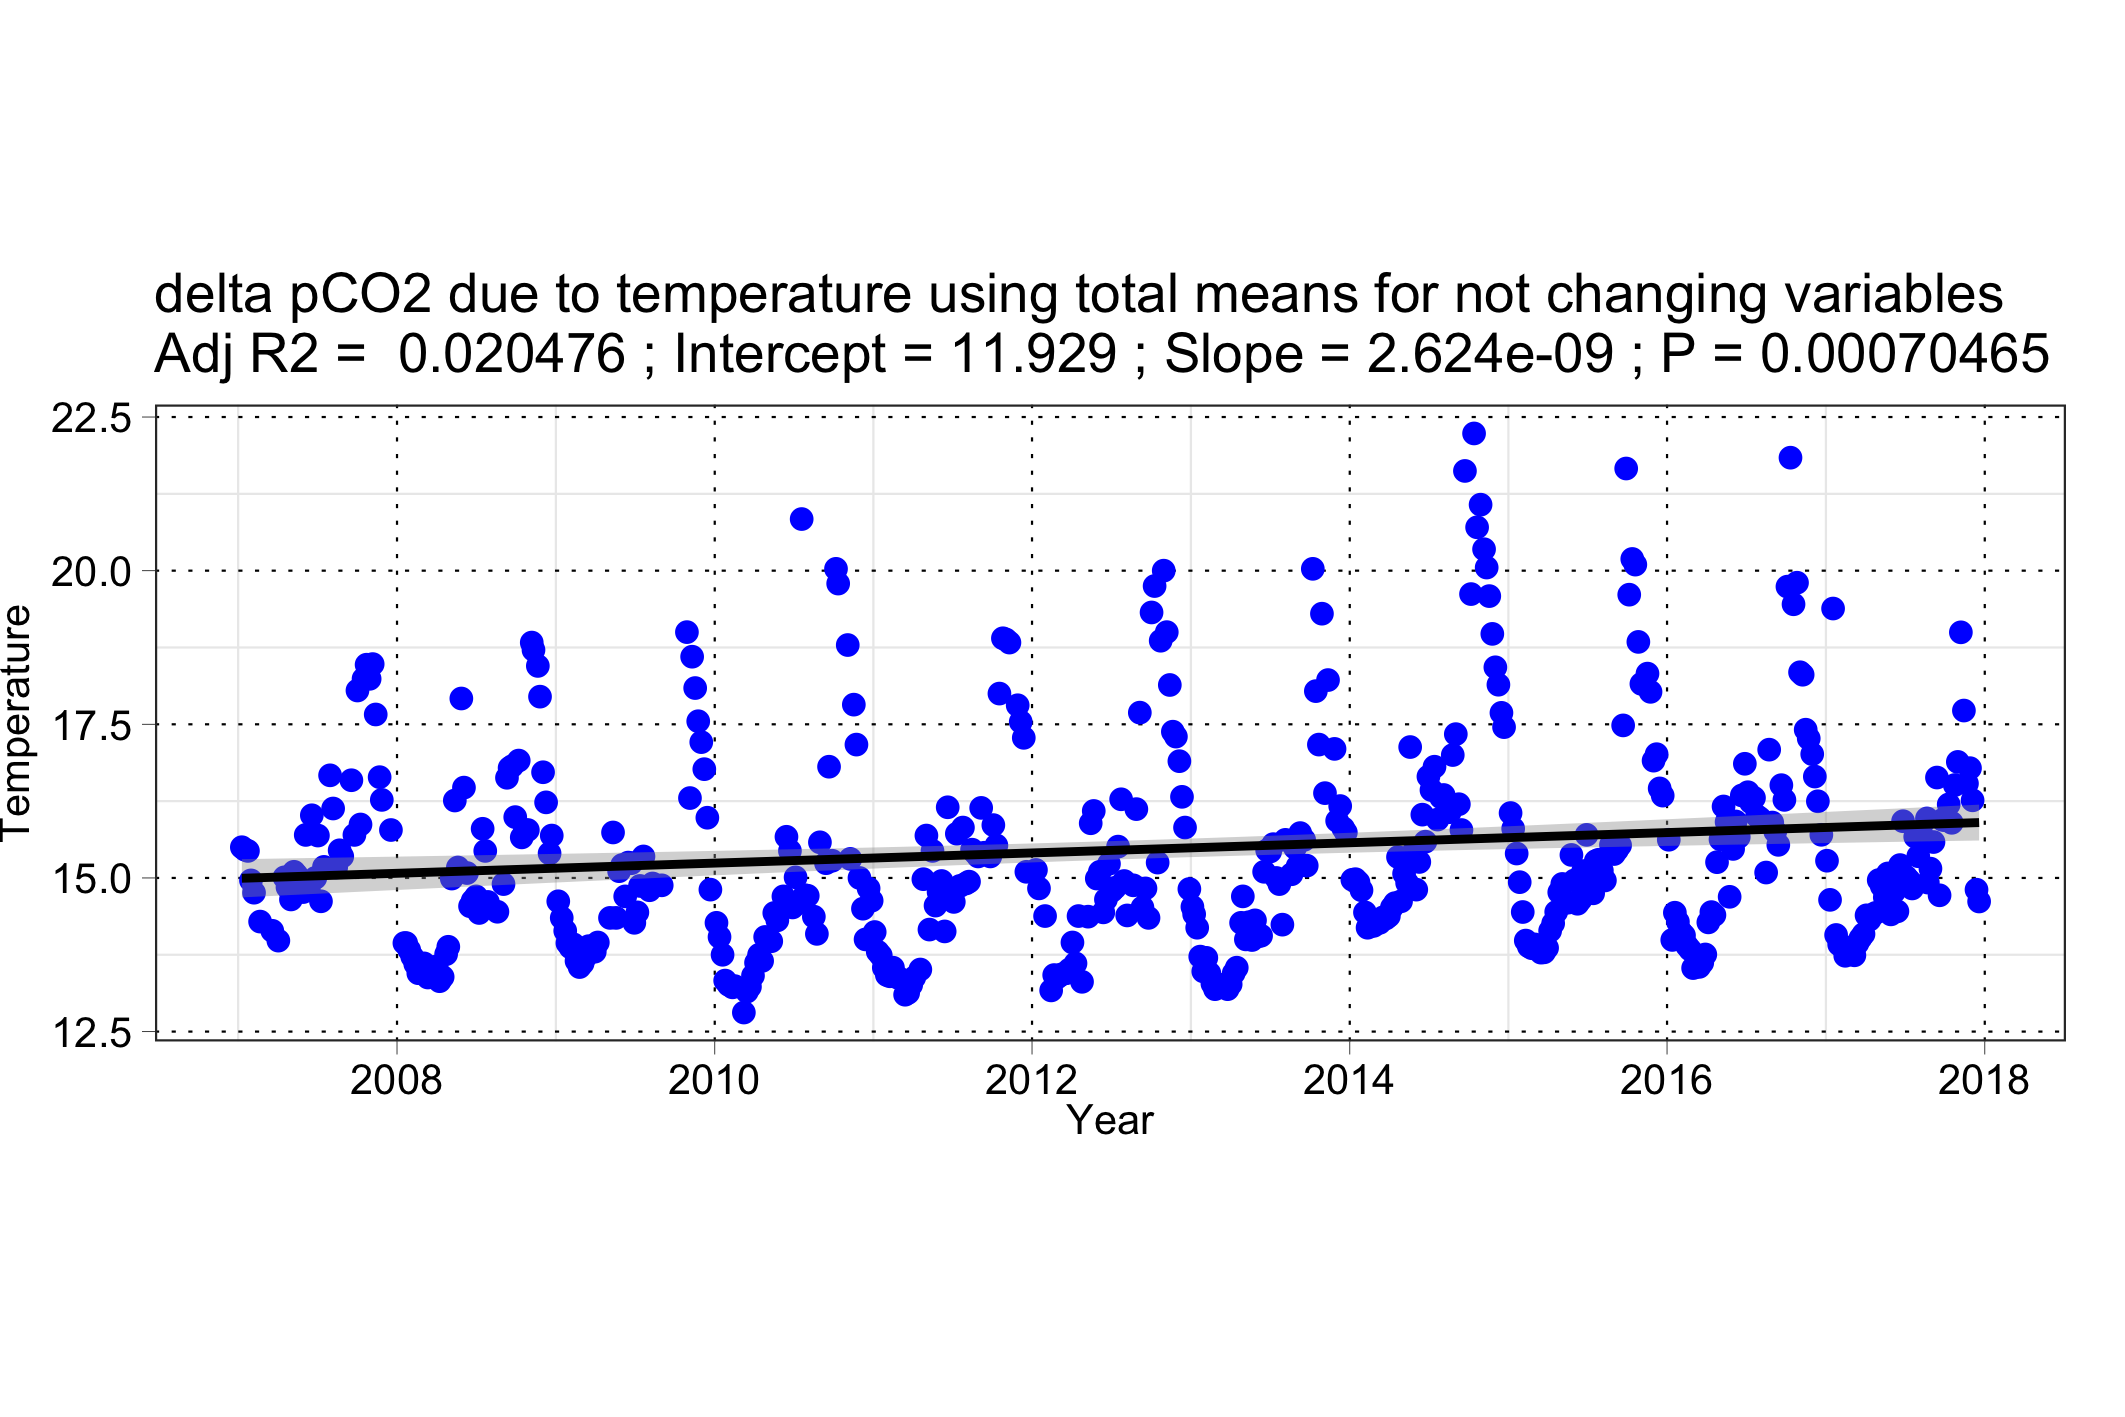 delta pCO2 due to temperature using total means for not changing variables
Adj R2 =  0.020476 ; Intercept = 11.929 ; Slope = 2.624e-09 ; P = 0.00070465
22.5
20.0
17.5
15.0
12.5
Temperature
2008 2010 2012 2014 2016 2018
Year